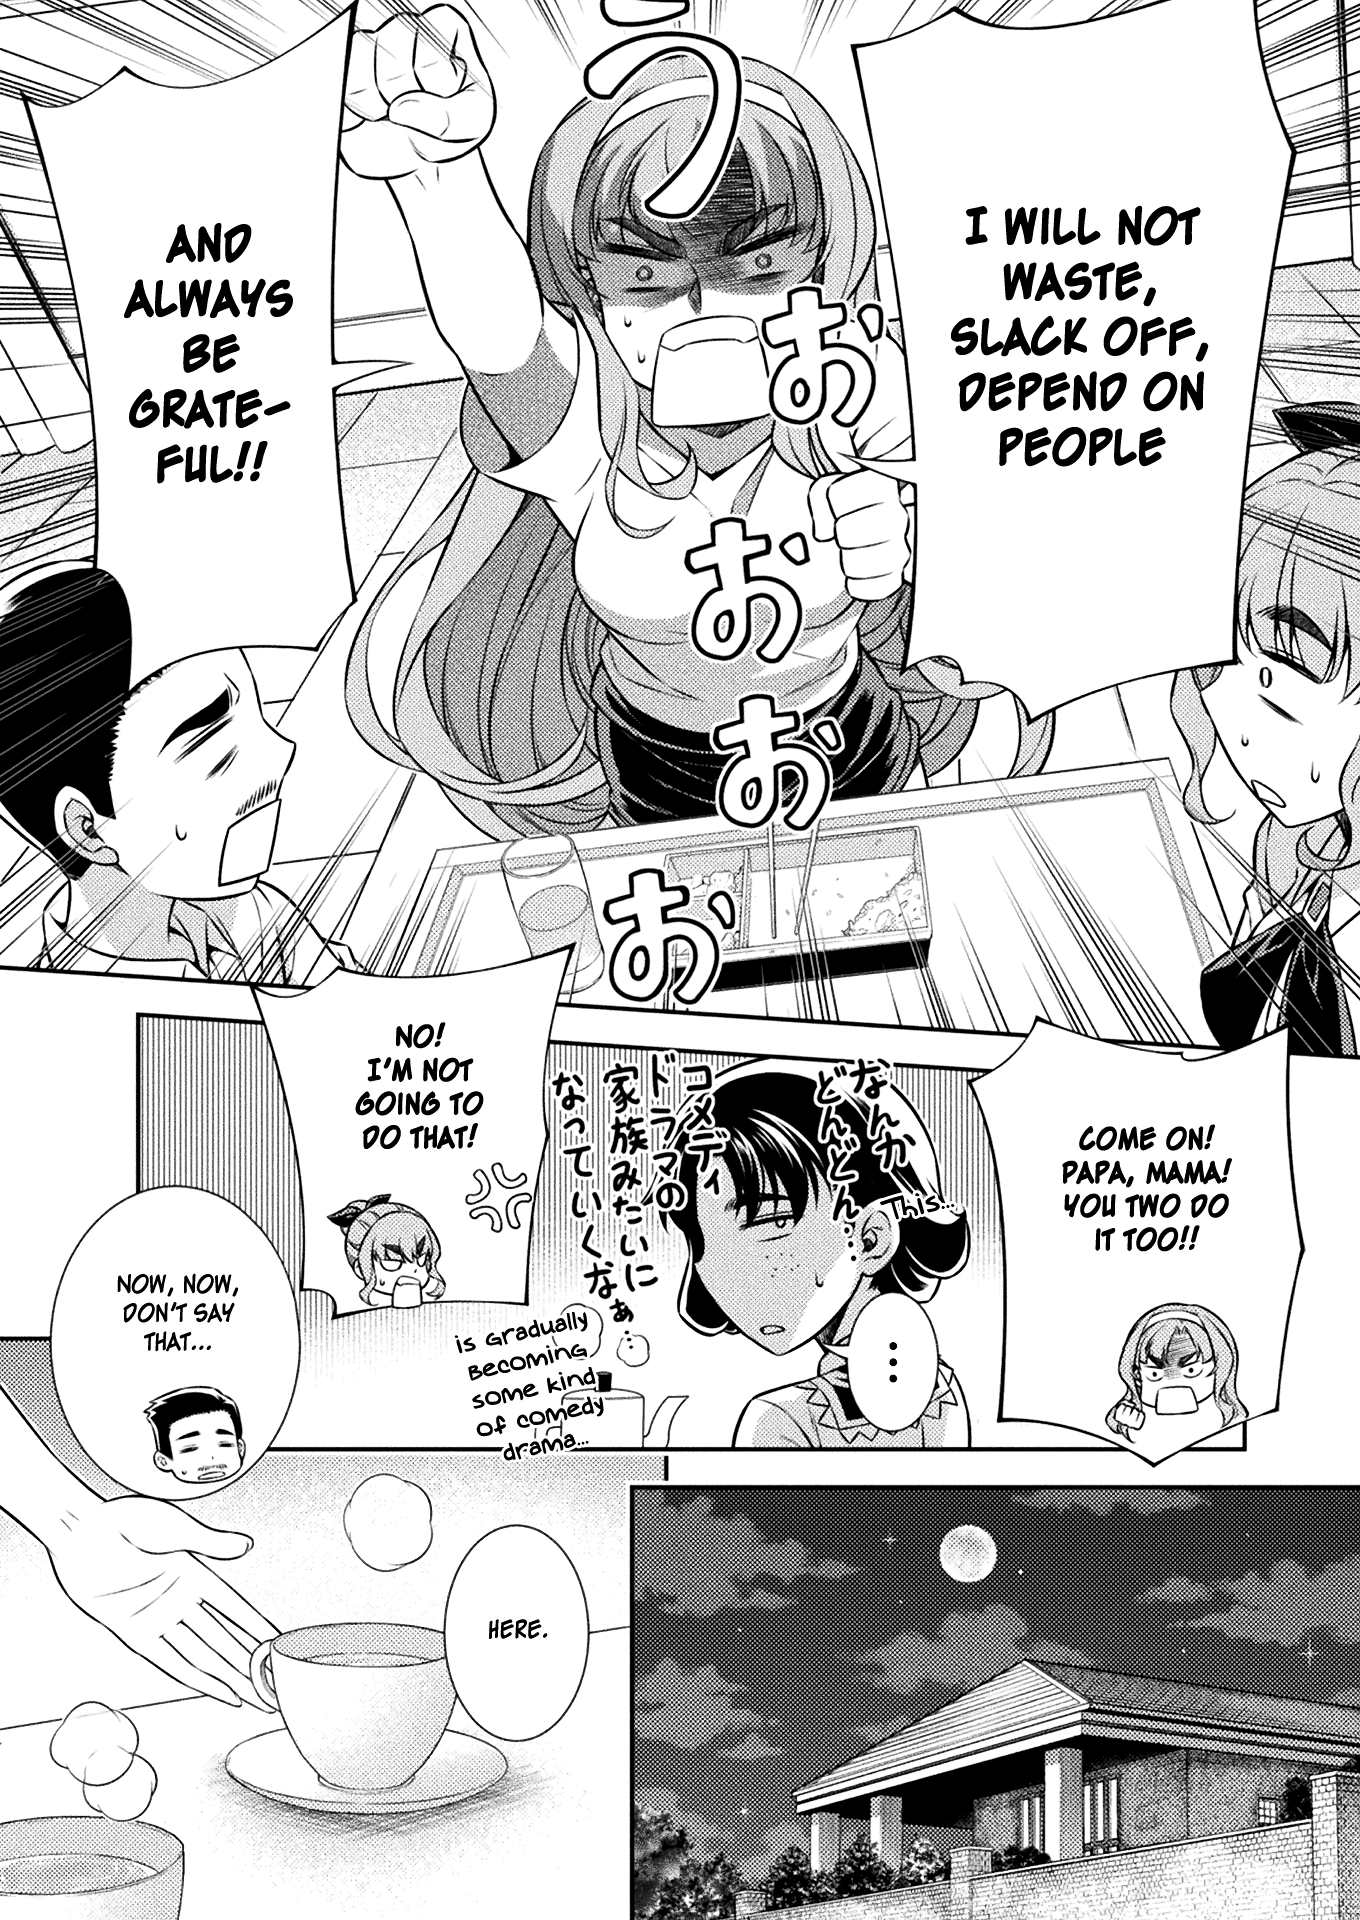 I WILL NOT
WASTE,
SLACK OFF,
DEPEND ON
PEOPLE
AND
ALWAYS
BE
GRATE-
FUL!!
う
お
お
お
お
COME ON!
PAPA, MAMA!
YOU TWO DO
IT TOO!!
なんか
どんどん…
コメディ
ドラマの
家族みたいに
なっていくなぁ…
This...
...
is Gradually
Becoming
some kind
of comedy
drama...
NO!
I'M NOT
GOING TO
DO THAT!
NOW, NOW,
DON'T SAY
THAT...
HERE.